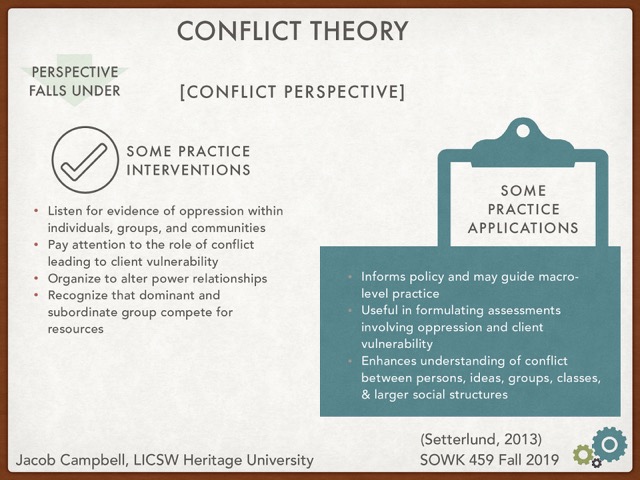 CONFLICT THEORY
PERSPECTIVE
FALLS UNDER
[CONFLICT PERSPECTIVE]
SOME PRACTICE
INTERVENTIONS
• Listen for evidence of oppression within
individuals, groups, and communities
• Pay attention to the role of conflict
leading to client vulnerability
• Organize to alter power relationships
• Recognize that dominant and
subordinate group compete for
resources
SOME
PRACTICE
APPLICATIONS
• Informs policy and may guide macro-
level practice
• Useful in formulating assessments
involving oppression and client
vulnerability
• Enhances understanding of conflict
between persons, ideas, groups, classes,
& larger social structures
(Setterlund, 2013)
Jacob Campbell, LICSW Heritage University
SOWK 459 Fall 2019